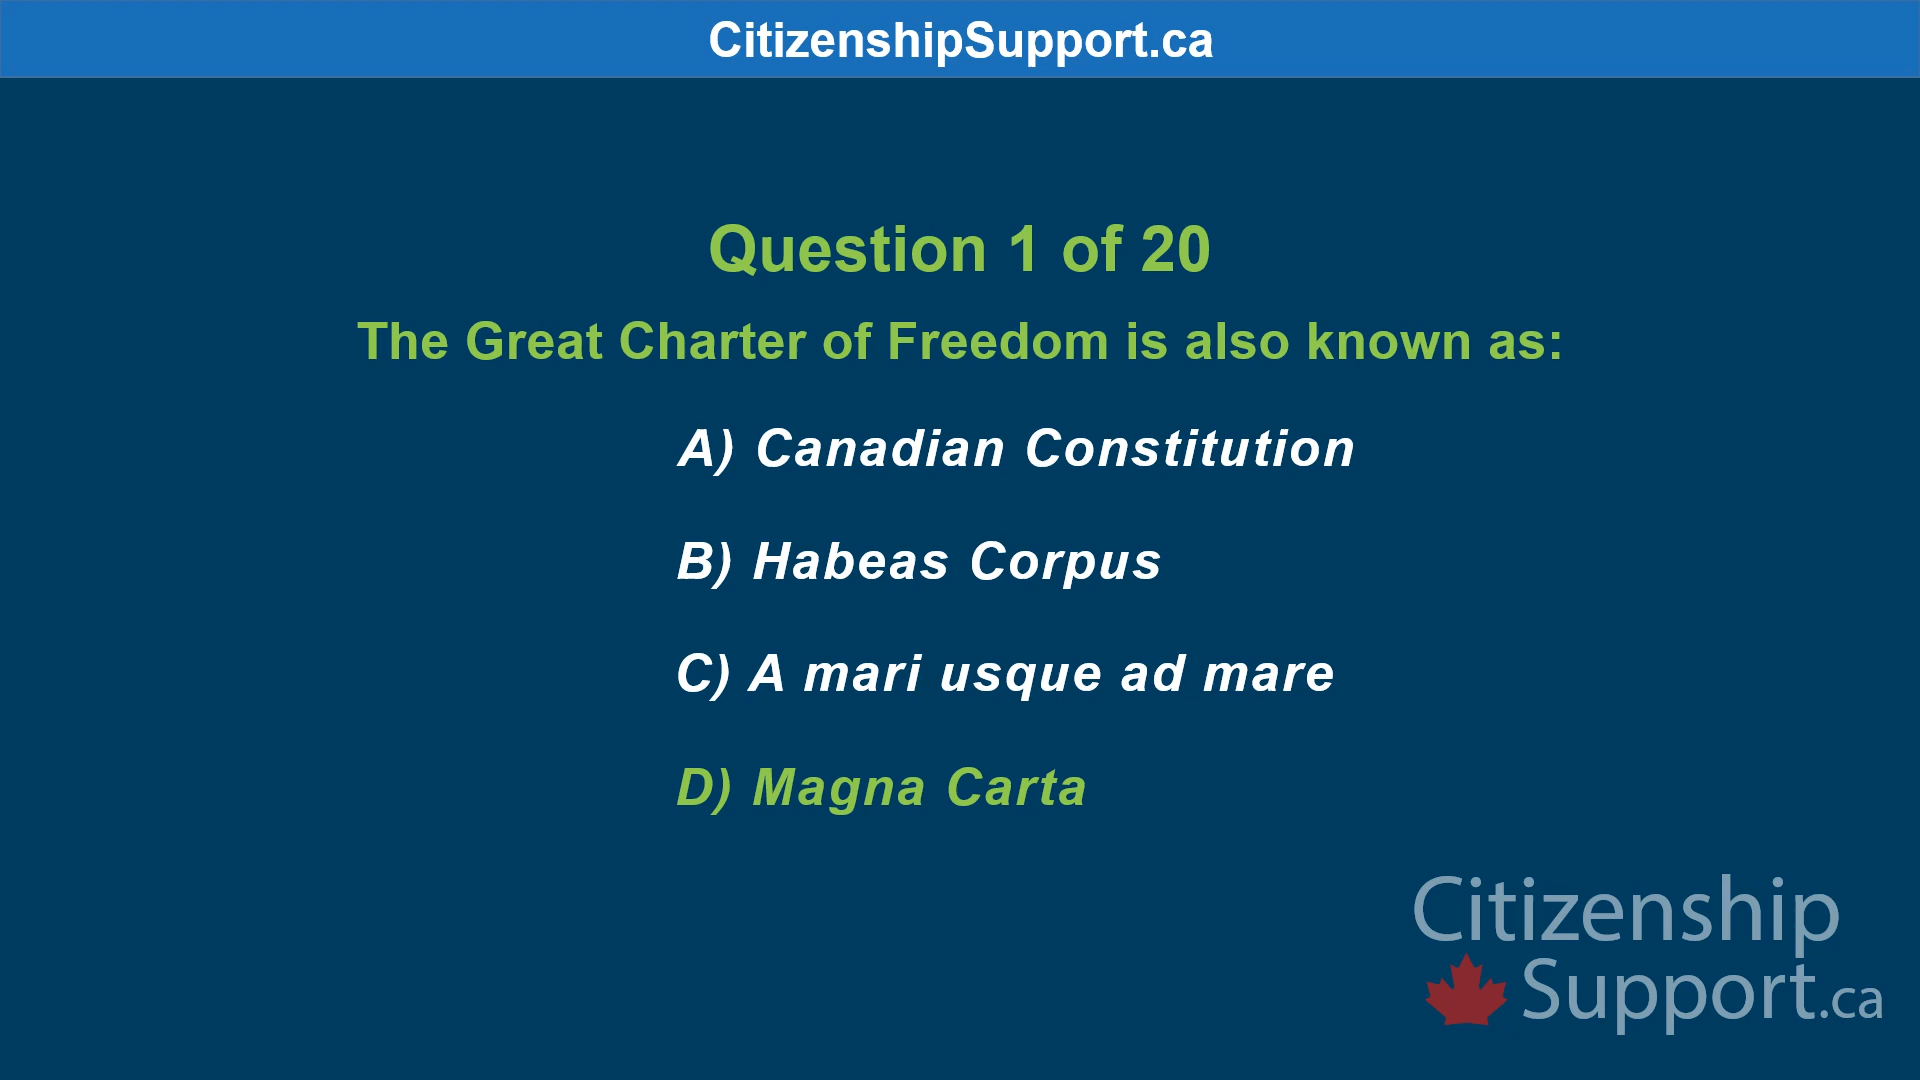 CitizenshipSupport.ca
Question 1 of 20
The Great Charter of Freedom is also known as:
A) Canadian Constitution
B) Habeas Corpus
C) A mari usque ad mare
D) Magna Carta
Citizenship
Support.ca